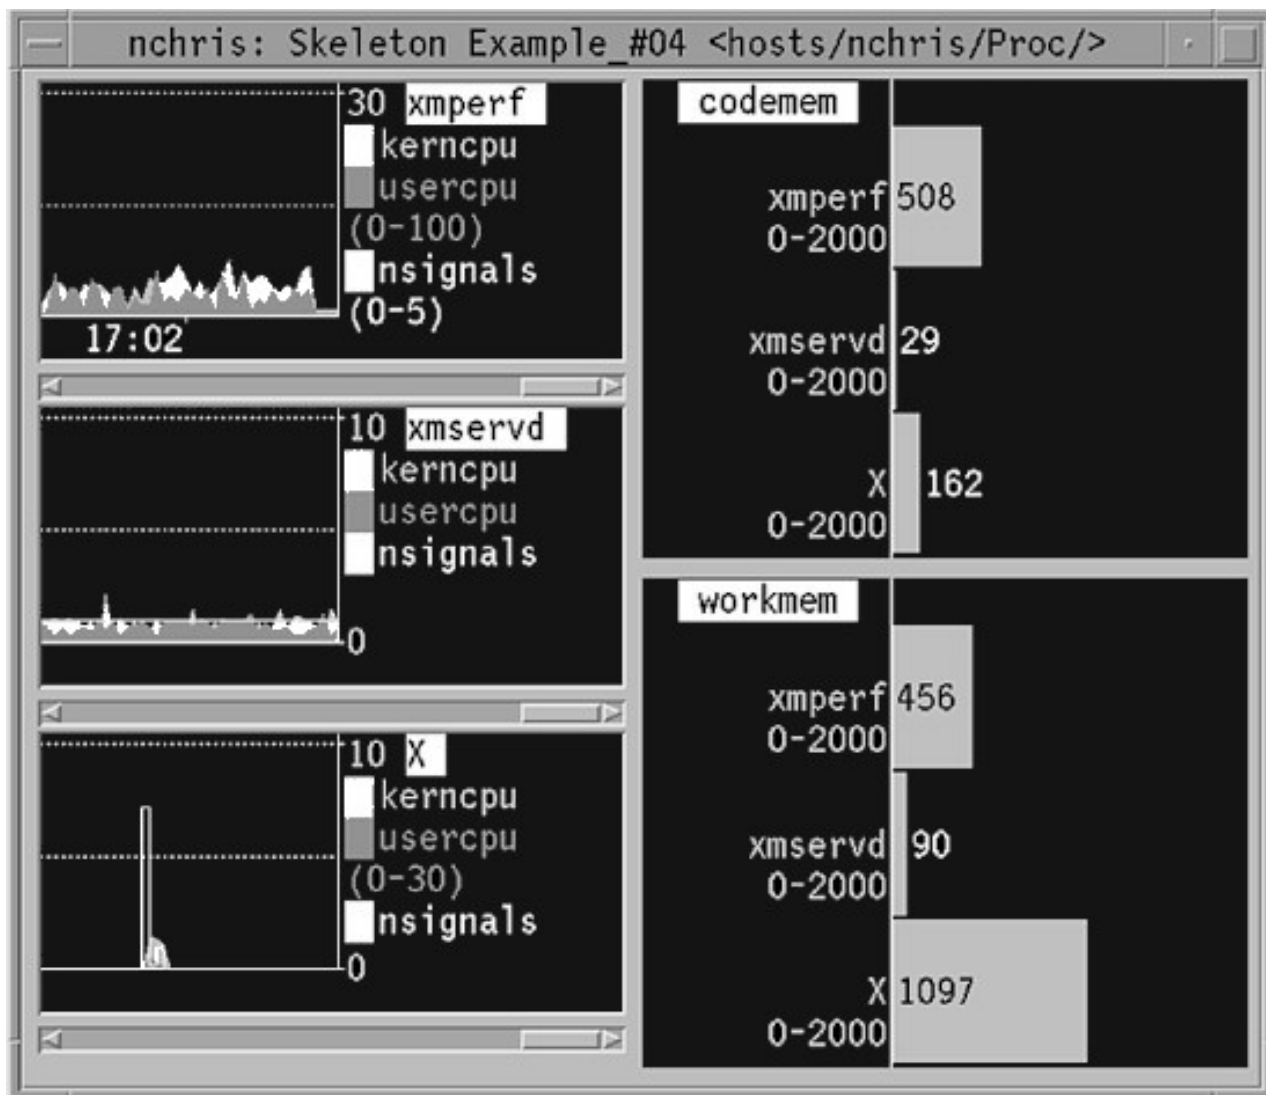 nchris: Skeleton Example_#04 <hosts/nchris/Proc/>
30 xmperf
kerncpu
usercpu
(0-100)
nsignals
(0-5)
17:02
10 xmservd
kerncpu
usercpu
nsignals
0
10 X
kerncpu
usercpu
(0-30)
nsignals
0
codemem
xmperf 508
0-2000
xmservd 29
0-2000
X 162
0-2000
workmem
xmperf 456
0-2000
xmservd 90
0-2000
X 1097
0-2000